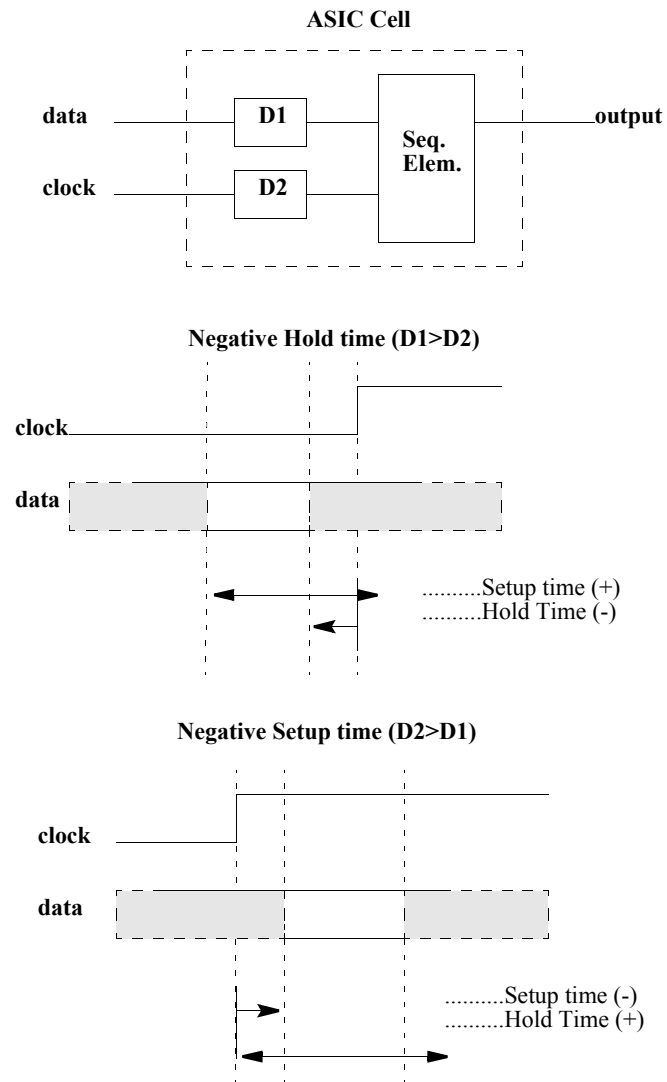 ASIC Cell
data
D1
output
Seq.
Elem.
clock
D2
Negative Hold time (D1>D2)
clock
data
..........Setup time (+)
..........Hold Time (-)
Negative Setup time (D2>D1)
clock
data
..........Setup time (-)
..........Hold Time (+)